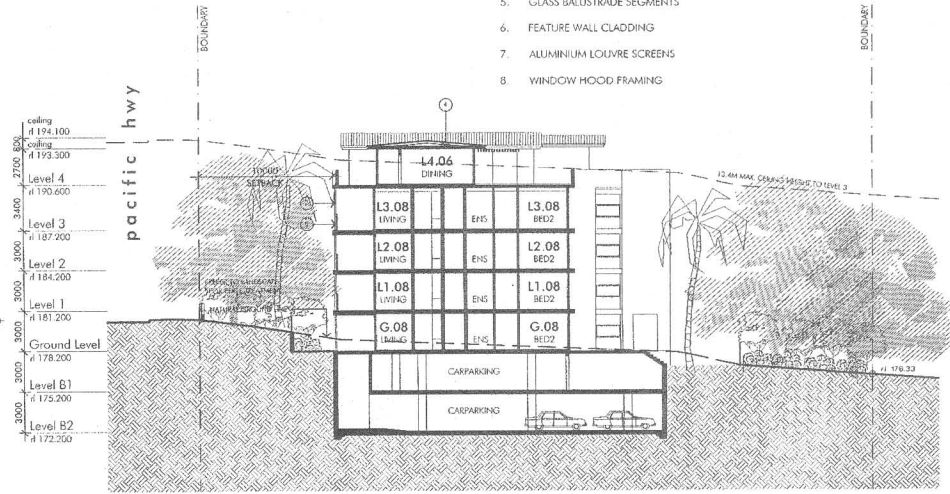 5. GLASS BALUSTRADE SEGMENTS
6. FEATURE WALL CLADDING
7. ALUMINIUM LOUVRE SCREENS
8. WINDOW HOOD FRAMING
BOUNDARY
BOUNDARY
pacific hwy
4
ceiling
rl 194.100
800
ceiling
rl 193.300
2700
Level 4
rl 190.600
3400
Level 3
rl 187.200
3000
Level 2
rl 184.200
3000
Level 1
rl 181.200
3000
Ground Level
rl 178.200
3000
Level B1
rl 175.200
3000
Level B2
rl 172.200
10000
SETBACK
13.4M MAX. CEILING HEIGHT TO LEVEL 3
L4.06
DINING
L3.08
LIVING
ENS
L3.08
BED2
L2.08
LIVING
ENS
L2.08
BED2
L1.08
LIVING
ENS
L1.08
BED2
G.08
LIVING
ENS
G.08
BED2
NATURAL GROUND LINE
CARPARKING
CARPARKING
rl 178.33